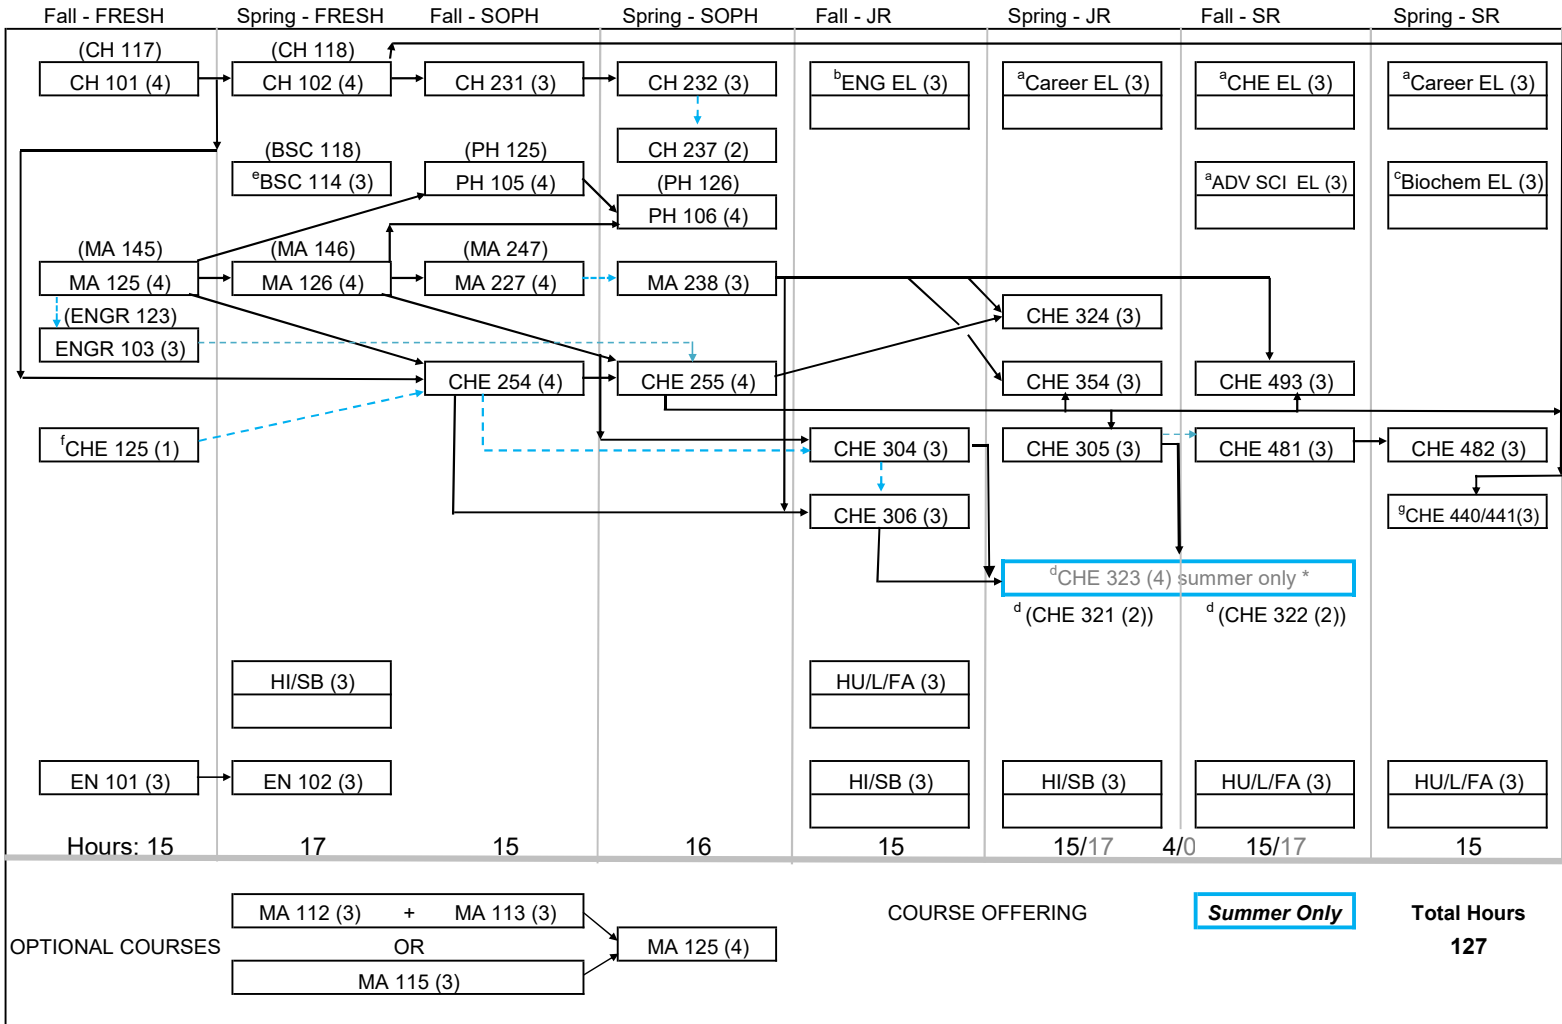 Fall - FRESH Spring - FRESH Fall - SOPH Spring - SOPH Fall - JR Spring - JR Fall - SR Spring - SR
(CH 117) (CH 118)
CH 101 (4) CH 102 (4) CH 231 (3) CH 232 (3) bENG EL (3) aCareer EL (3) aCHE EL (3) aCareer EL (3)
(BSC 118) (PH 125) CH 237 (2)
eBSC 114 (3) PH 105 (4) (PH 126) aADV SCI EL (3) cBiochem EL (3)
PH 106 (4)
(MA 145) (MA 146) (MA 247)
MA 125 (4) MA 126 (4) MA 227 (4) MA 238 (3)
(ENGR 123) CHE 324 (3)
ENGR 103 (3)
CHE 254 (4) CHE 255 (4) CHE 354 (3) CHE 493 (3)
fCHE 125 (1) CHE 304 (3) CHE 305 (3) CHE 481 (3) CHE 482 (3)
CHE 306 (3) gCHE 440/441(3)
dCHE 323 (4) summer only *
d (CHE 321 (2)) d (CHE 322 (2))
HI/SB (3) HU/L/FA (3)
EN 101 (3) EN 102 (3) HI/SB (3) HI/SB (3) HU/L/FA (3) HU/L/FA (3)
Hours: 15 17 15 16 15 15/17 4/0 15/17 15
MA 112 (3) + MA 113 (3) COURSE OFFERING Summer Only Total Hours
OPTIONAL COURSES OR MA 125 (4) 127
MA 115 (3)